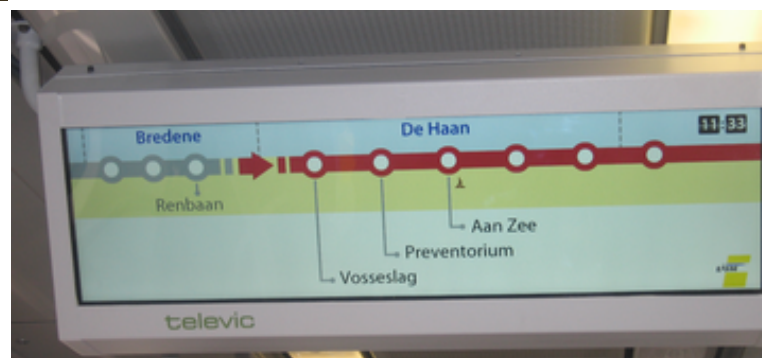 Bredene
De Haan
11:33
Renbaan
Aan Zee
Preventorium
Vosseslag
televic